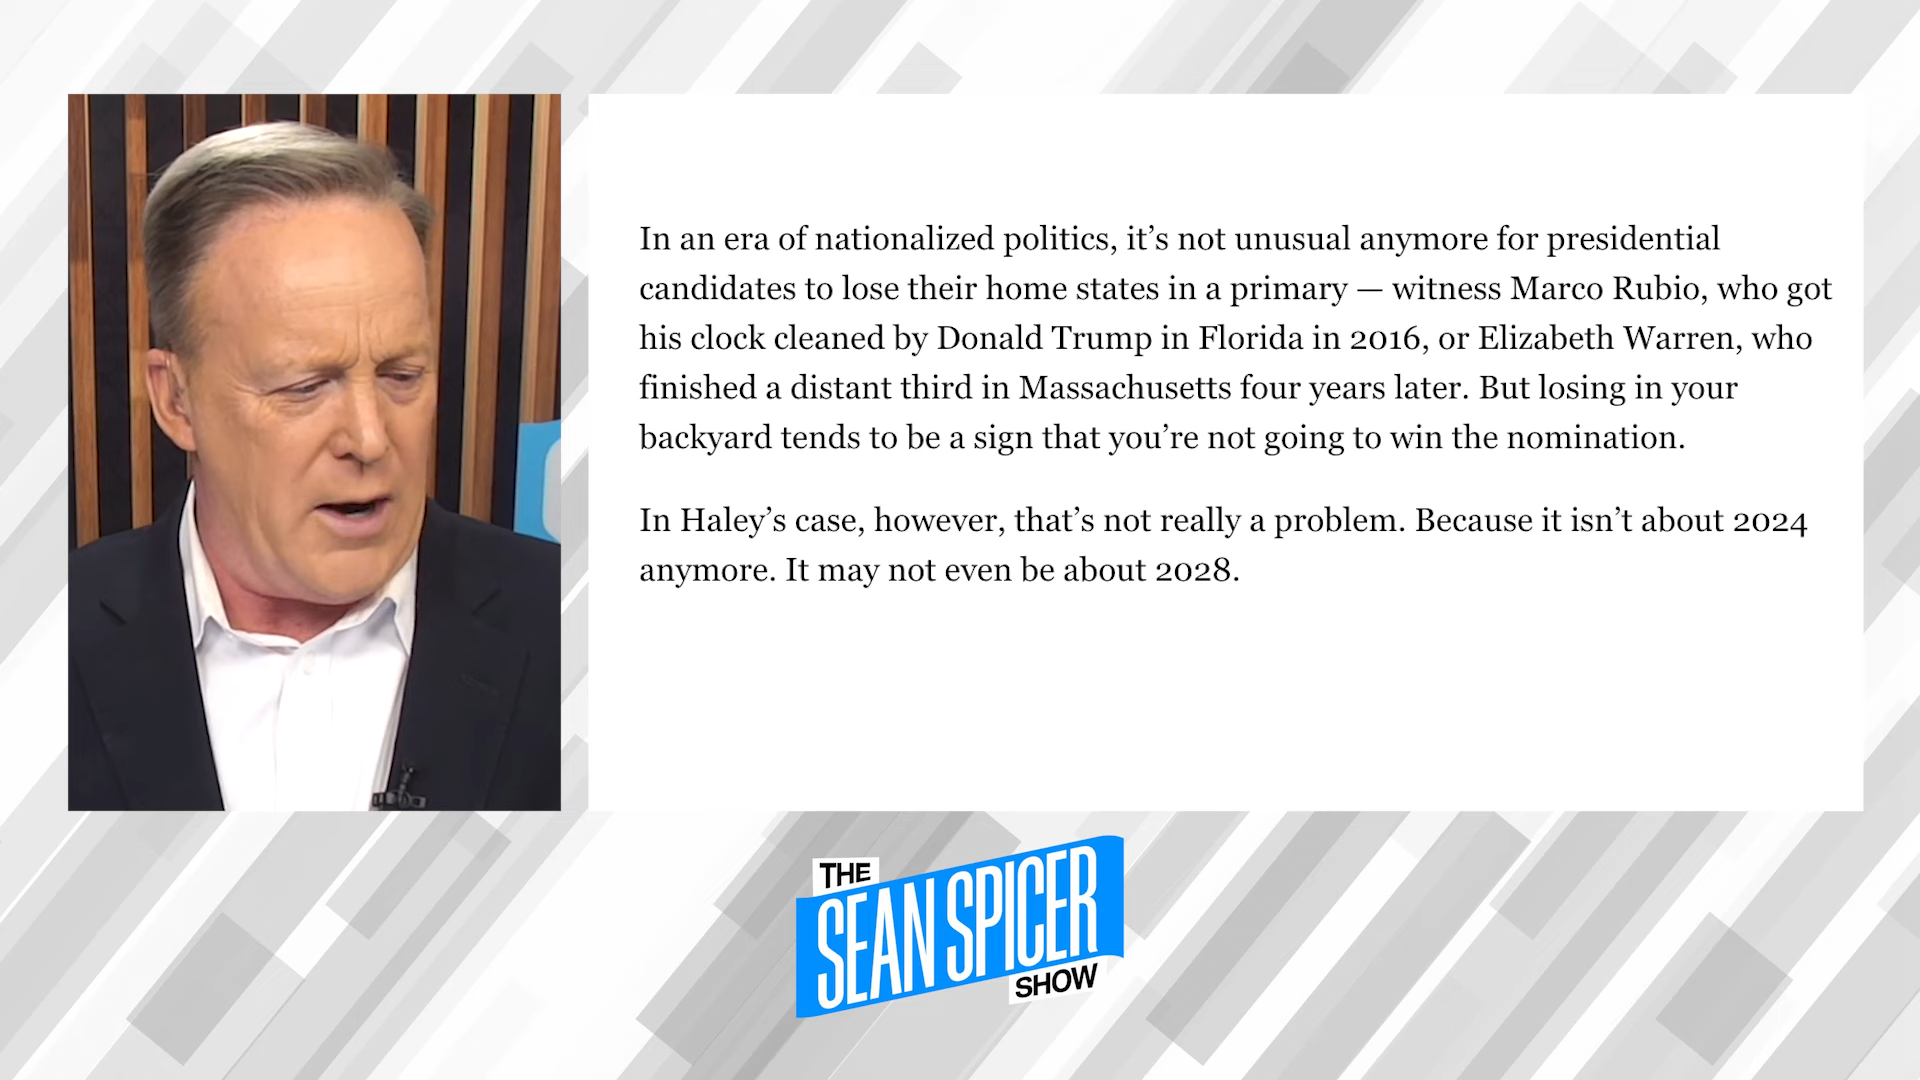 In an era of nationalized politics, it’s not unusual anymore for presidential
candidates to lose their home states in a primary — witness Marco Rubio, who got
his clock cleaned by Donald Trump in Florida in 2016, or Elizabeth Warren, who
finished a distant third in Massachusetts four years later. But losing in your
backyard tends to be a sign that you’re not going to win the nomination.
In Haley’s case, however, that’s not really a problem. Because it isn’t about 2024
anymore. It may not even be about 2028.
THE
SEAN SPICER
SHOW